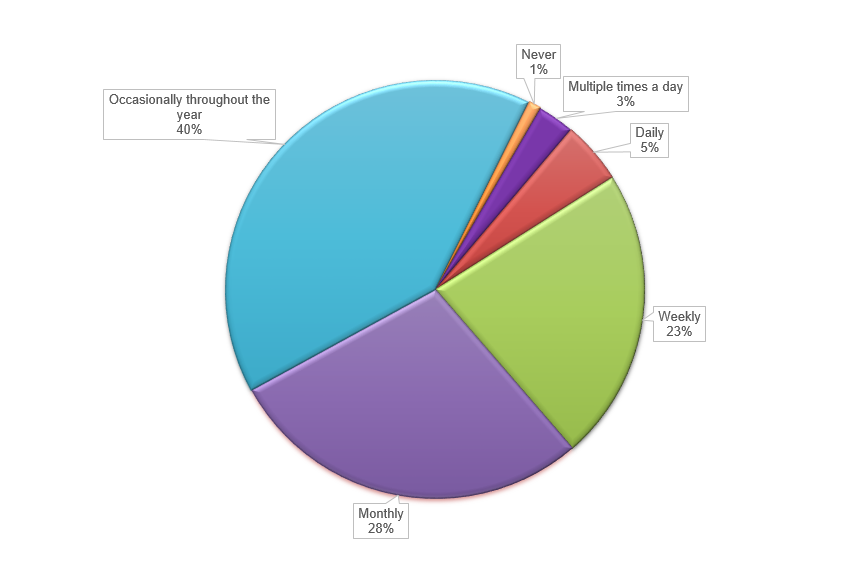 Never
1%
Multiple times a day
3%
Occasionally throughout the
year
40%
Daily
5%
Weekly
23%
Monthly
28%